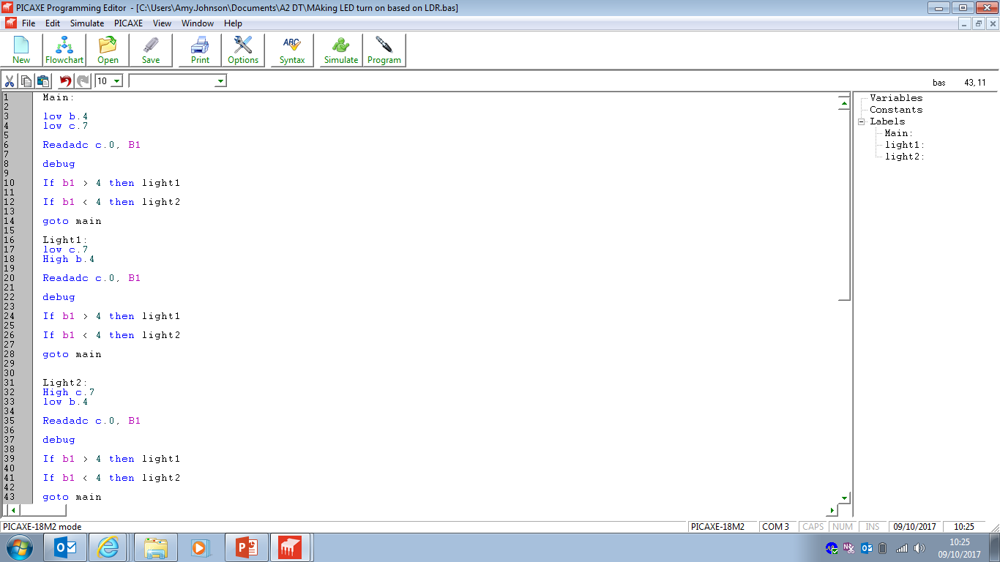 PICAXE Programming Editor - [C:\Users\AmyJohnson\Documents\A2 DT\MAking LED turn on based on LDR.bas]
File Edit Simulate PICAXE View Window Help
New Flowchart Open Save Print Options ABC Syntax Simulate Program
10
bas 43, 11
1 Main:
2
3 low b.4
4 low c.7
5
6 Readadc c.0, B1
7
8 debug
9
10 If b1 > 4 then light1
11
12 If b1 < 4 then light2
13
14 goto main
15
16 Light1:
17 low c.7
18 High b.4
19
20 Readadc c.0, B1
21
22 debug
23
24 If b1 > 4 then light1
25
26 If b1 < 4 then light2
27
28 goto main
29
30
31 Light2:
32 High c.7
33 low b.4
34
35 Readadc c.0, B1
36
37 debug
38
39 If b1 > 4 then light1
40
41 If b1 < 4 then light2
42
43 goto main
Variables
Constants
Labels
Main:
light1:
light2:
PICAXE-18M2 mode
PICAXE-18M2 COM 3 CAPS NUM INS 09/10/2017 10:25
10:25
09/10/2017